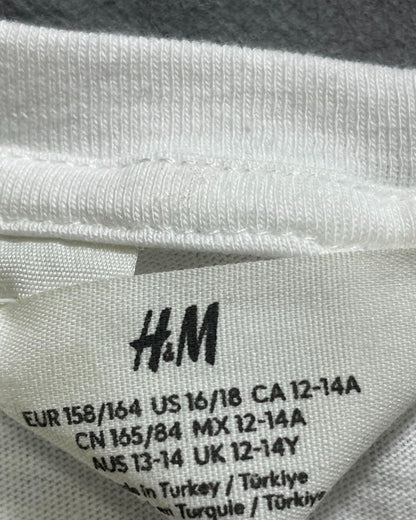 H&M
EUR 158/164 US 16/18 CA 12-14A
CN 165/84 MX 12-14A
AUS 13-14 UK 12-14Y
in Turkey / Türkiye
en Turquie / Türkiye